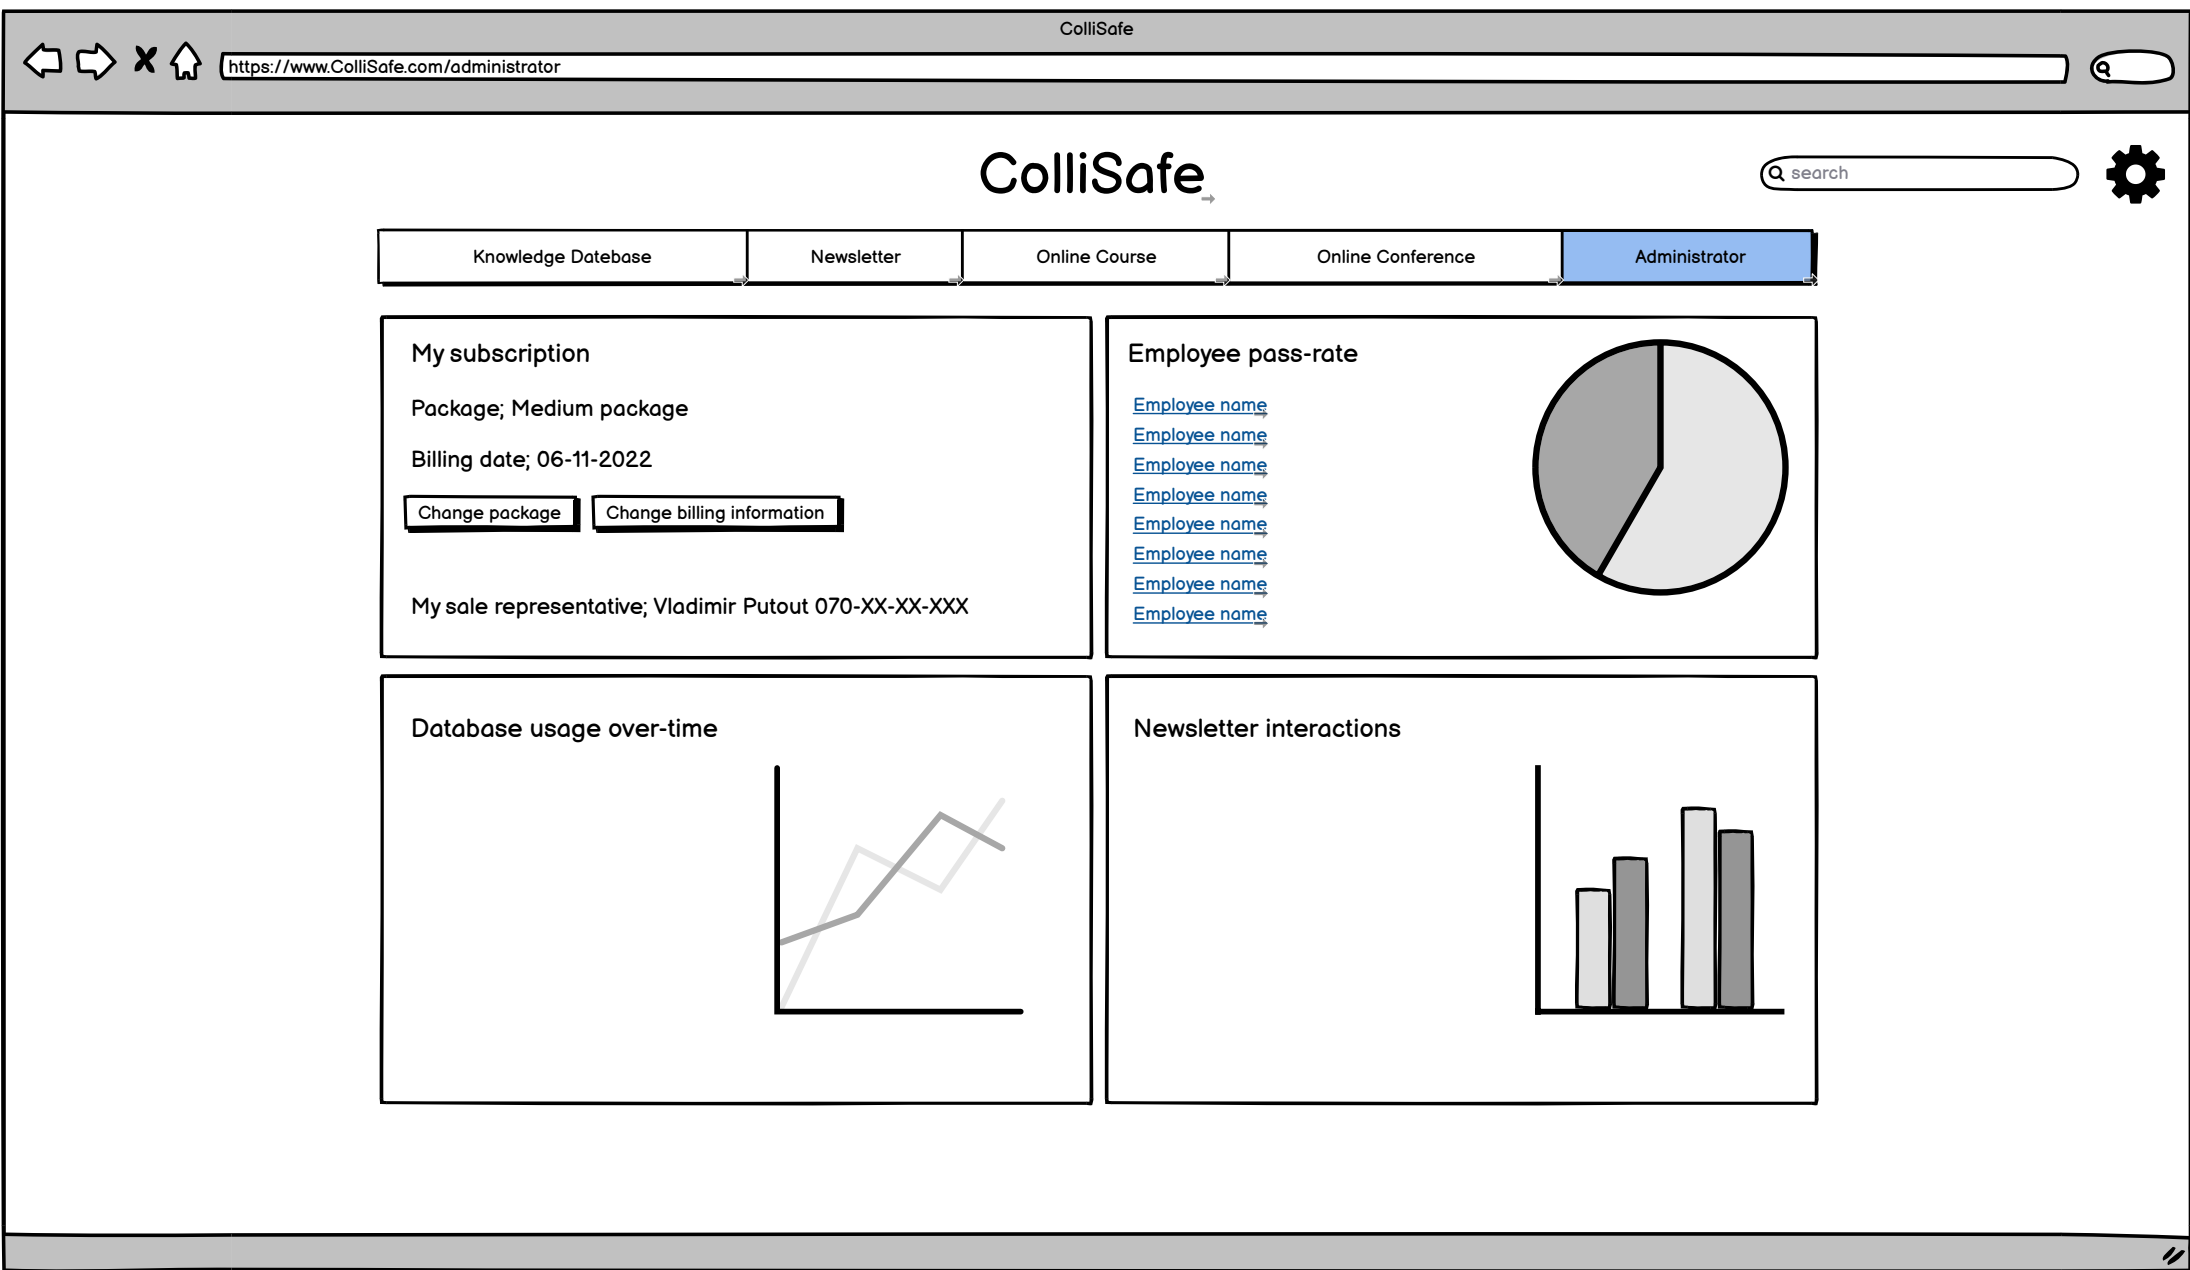 ColliSafe
https://www.ColliSafe.com/administrator
ColliSafe
search
Knowledge Datebase
Newsletter
Online Course
Online Conference
Administrator
My subscription
Package; Medium package
Billing date; 06-11-2022
Change package
Change billing information
My sale representative; Vladimir Putout 070-XX-XX-XXX
Employee pass-rate
Employee name
Employee name
Employee name
Employee name
Employee name
Employee name
Employee name
Employee name
Database usage over-time
Newsletter interactions